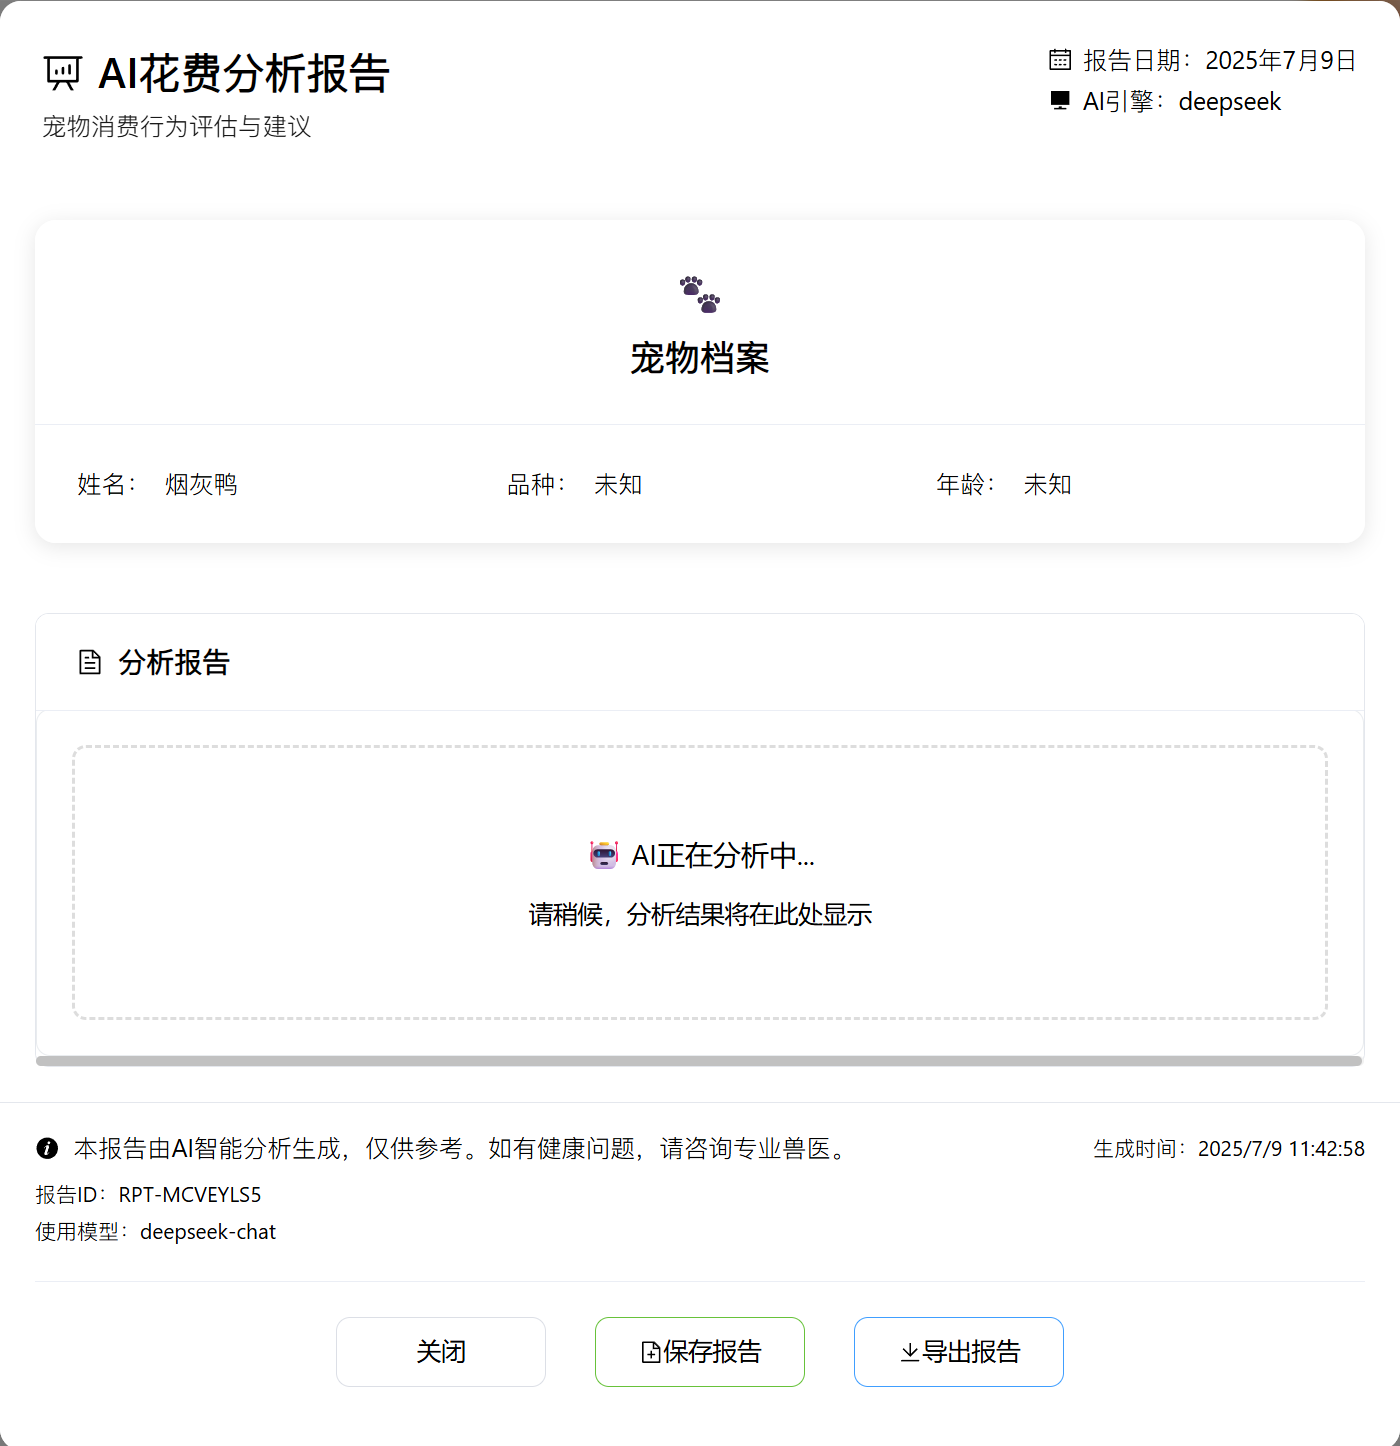 AI花费分析报告
宠物消费行为评估与建议
报告日期：2025年7月9日
AI引擎：deepseek
宠物档案
姓名： 烟灰鸭
品种： 未知
年龄： 未知
分析报告
AI正在分析中...
请稍候，分析结果将在此处显示
本报告由AI智能分析生成，仅供参考。如有健康问题，请咨询专业兽医。
生成时间：2025/7/9 11:42:58
报告ID：RPT-MCVEYLS5
使用模型：deepseek-chat
关闭
保存报告
导出报告